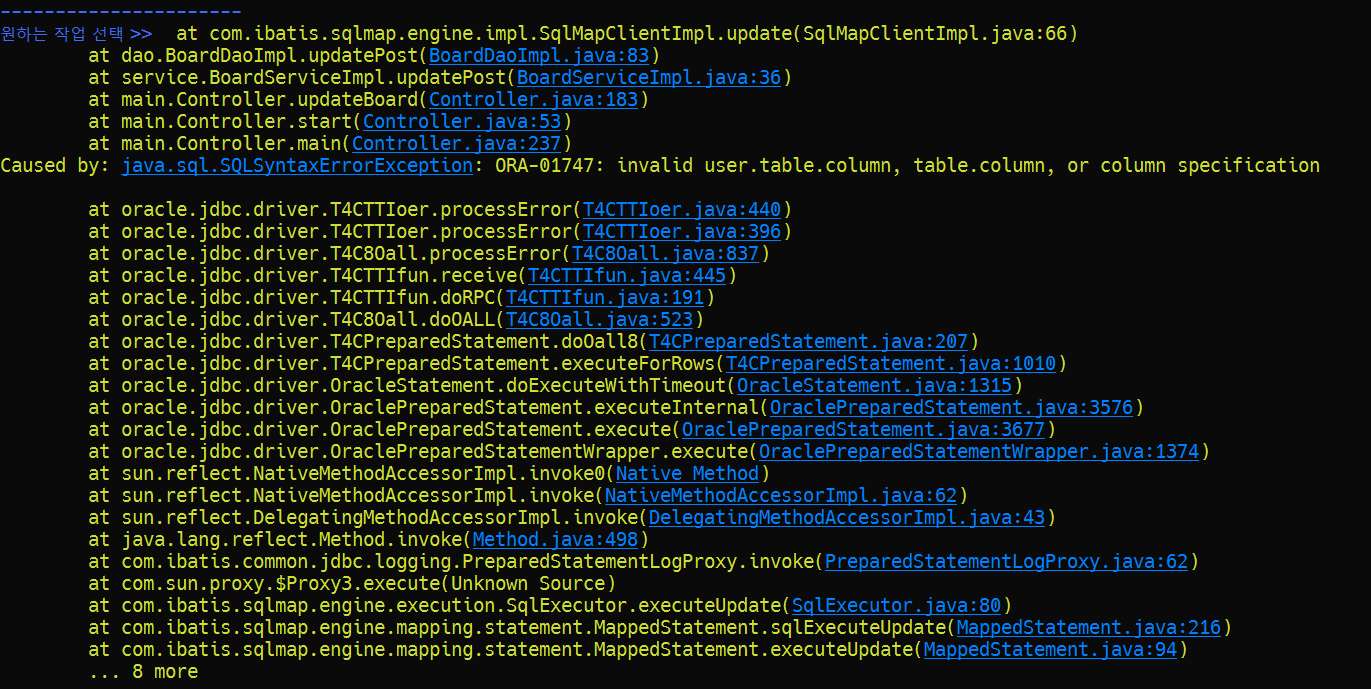 ----------------------
원하는 작업 선택 >>  at com.ibatis.sqlmap.engine.impl.SqlMapClientImpl.update(SqlMapClientImpl.java:66)
at dao.BoardDaoImpl.updatePost(BoardDaoImpl.java:83)
at service.BoardServiceImpl.updatePost(BoardServiceImpl.java:36)
at main.Controller.updateBoard(Controller.java:183)
at main.Controller.start(Controller.java:53)
at main.Controller.main(Controller.java:237)
Caused by: java.sql.SQLSyntaxErrorException: ORA-01747: invalid user.table.column, table.column, or column specification
at oracle.jdbc.driver.T4CTTIoer.processError(T4CTTIoer.java:440)
at oracle.jdbc.driver.T4CTTIoer.processError(T4CTTIoer.java:396)
at oracle.jdbc.driver.T4C8Oall.processError(T4C8Oall.java:837)
at oracle.jdbc.driver.T4CTTIfun.receive(T4CTTIfun.java:445)
at oracle.jdbc.driver.T4CTTIfun.doRPC(T4CTTIfun.java:191)
at oracle.jdbc.driver.T4C8Oall.doOALL(T4C8Oall.java:523)
at oracle.jdbc.driver.T4CPreparedStatement.doOall8(T4CPreparedStatement.java:207)
at oracle.jdbc.driver.T4CPreparedStatement.executeForRows(T4CPreparedStatement.java:1010)
at oracle.jdbc.driver.OracleStatement.doExecuteWithTimeout(OracleStatement.java:1315)
at oracle.jdbc.driver.OraclePreparedStatement.executeInternal(OraclePreparedStatement.java:3576)
at oracle.jdbc.driver.OraclePreparedStatement.execute(OraclePreparedStatement.java:3677)
at oracle.jdbc.driver.OraclePreparedStatementWrapper.execute(OraclePreparedStatementWrapper.java:1374)
at sun.reflect.NativeMethodAccessorImpl.invoke0(Native Method)
at sun.reflect.NativeMethodAccessorImpl.invoke(NativeMethodAccessorImpl.java:62)
at sun.reflect.DelegatingMethodAccessorImpl.invoke(DelegatingMethodAccessorImpl.java:43)
at java.lang.reflect.Method.invoke(Method.java:498)
at com.ibatis.common.jdbc.logging.PreparedStatementLogProxy.invoke(PreparedStatementLogProxy.java:62)
at com.sun.proxy.$Proxy3.execute(Unknown Source)
at com.ibatis.sqlmap.engine.execution.SqlExecutor.executeUpdate(SqlExecutor.java:80)
at com.ibatis.sqlmap.engine.mapping.statement.MappedStatement.sqlExecuteUpdate(MappedStatement.java:216)
at com.ibatis.sqlmap.engine.mapping.statement.MappedStatement.executeUpdate(MappedStatement.java:94)
... 8 more